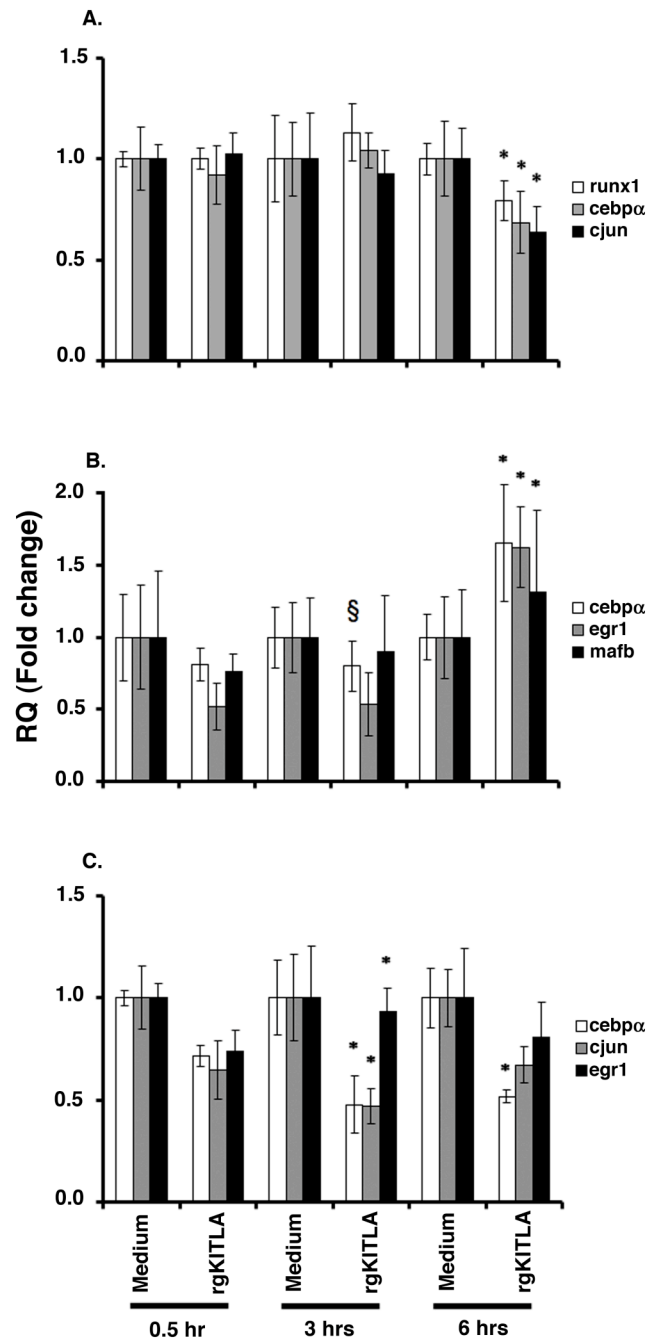 A.
1.5
1.0
0.5
0.0
* * *
runx1
cebpα
cjun
B.
RQ (Fold change)
2.0
1.5
1.0
0.5
0.0
§
* * *
cebpα
egr1
mafb
C.
1.5
1.0
0.5
0.0
* * *
*
cebpα
cjun
egr1
Medium
rgKITLA
Medium
rgKITLA
Medium
rgKITLA
0.5 hr
3 hrs
6 hrs